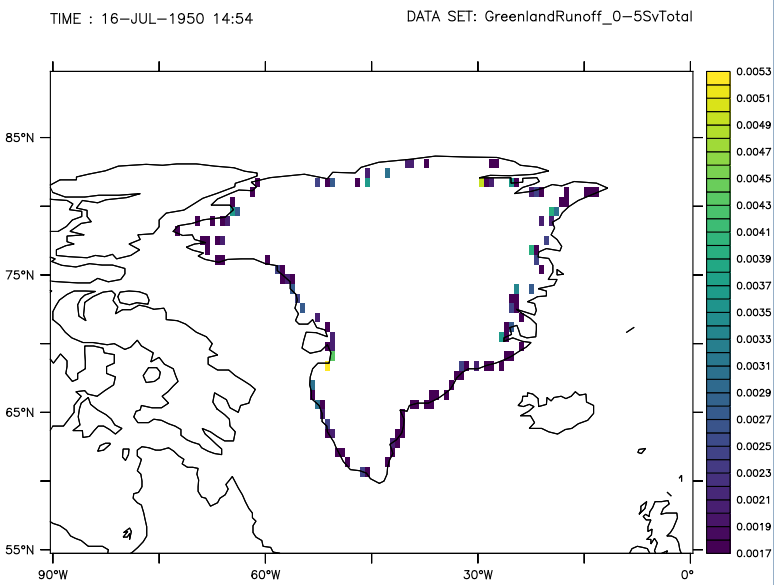 TIME : 16-JUL-1950 14:54
DATA SET: GreenlandRunoff_0-5SvTotal
85°N
75°N
65°N
55°N
90°W
60°W
30°W
0°
0.0053
0.0051
0.0049
0.0047
0.0045
0.0043
0.0041
0.0039
0.0037
0.0035
0.0033
0.0031
0.0029
0.0027
0.0025
0.0023
0.0021
0.0019
0.0017